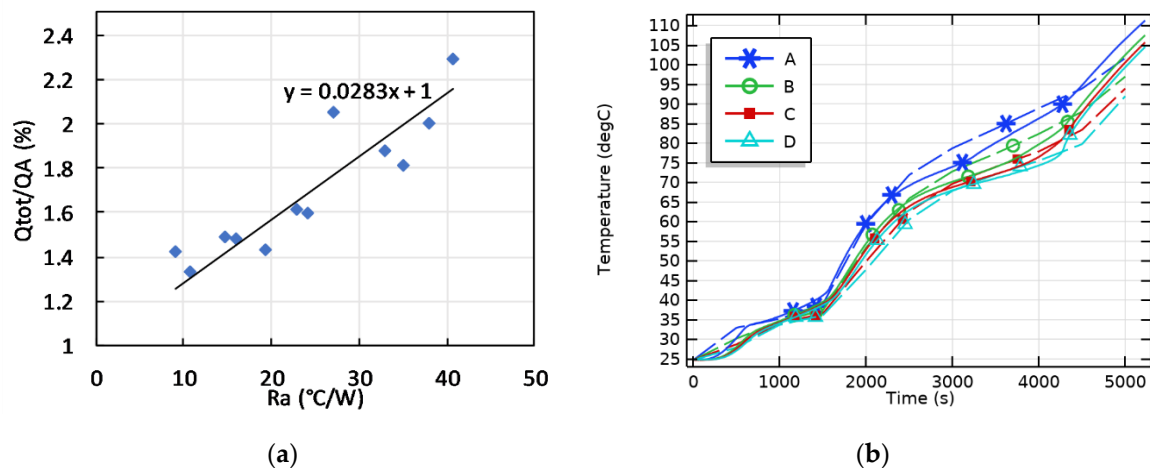 2.4
2.2
2
1.8
1.6
1.4
1.2
1
Qtot/QA (%)
y = 0.0283x + 1
0 10 20 30 40 50
Ra (℃/W)
(a)
110
105
100
95
90
85
80
75
70
65
60
55
50
45
40
35
30
25
Temperature (degC)
A
B
C
D
0 1000 2000 3000 4000 5000
Time (s)
(b)